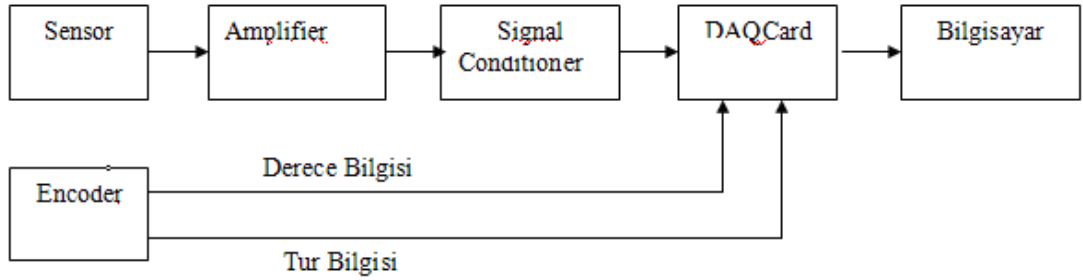 Sensor
Amplifier
Signal
Conditioner
DAQCard
Bilgisayar
Derece Bilgisi
Encoder
Tur Bilgisi